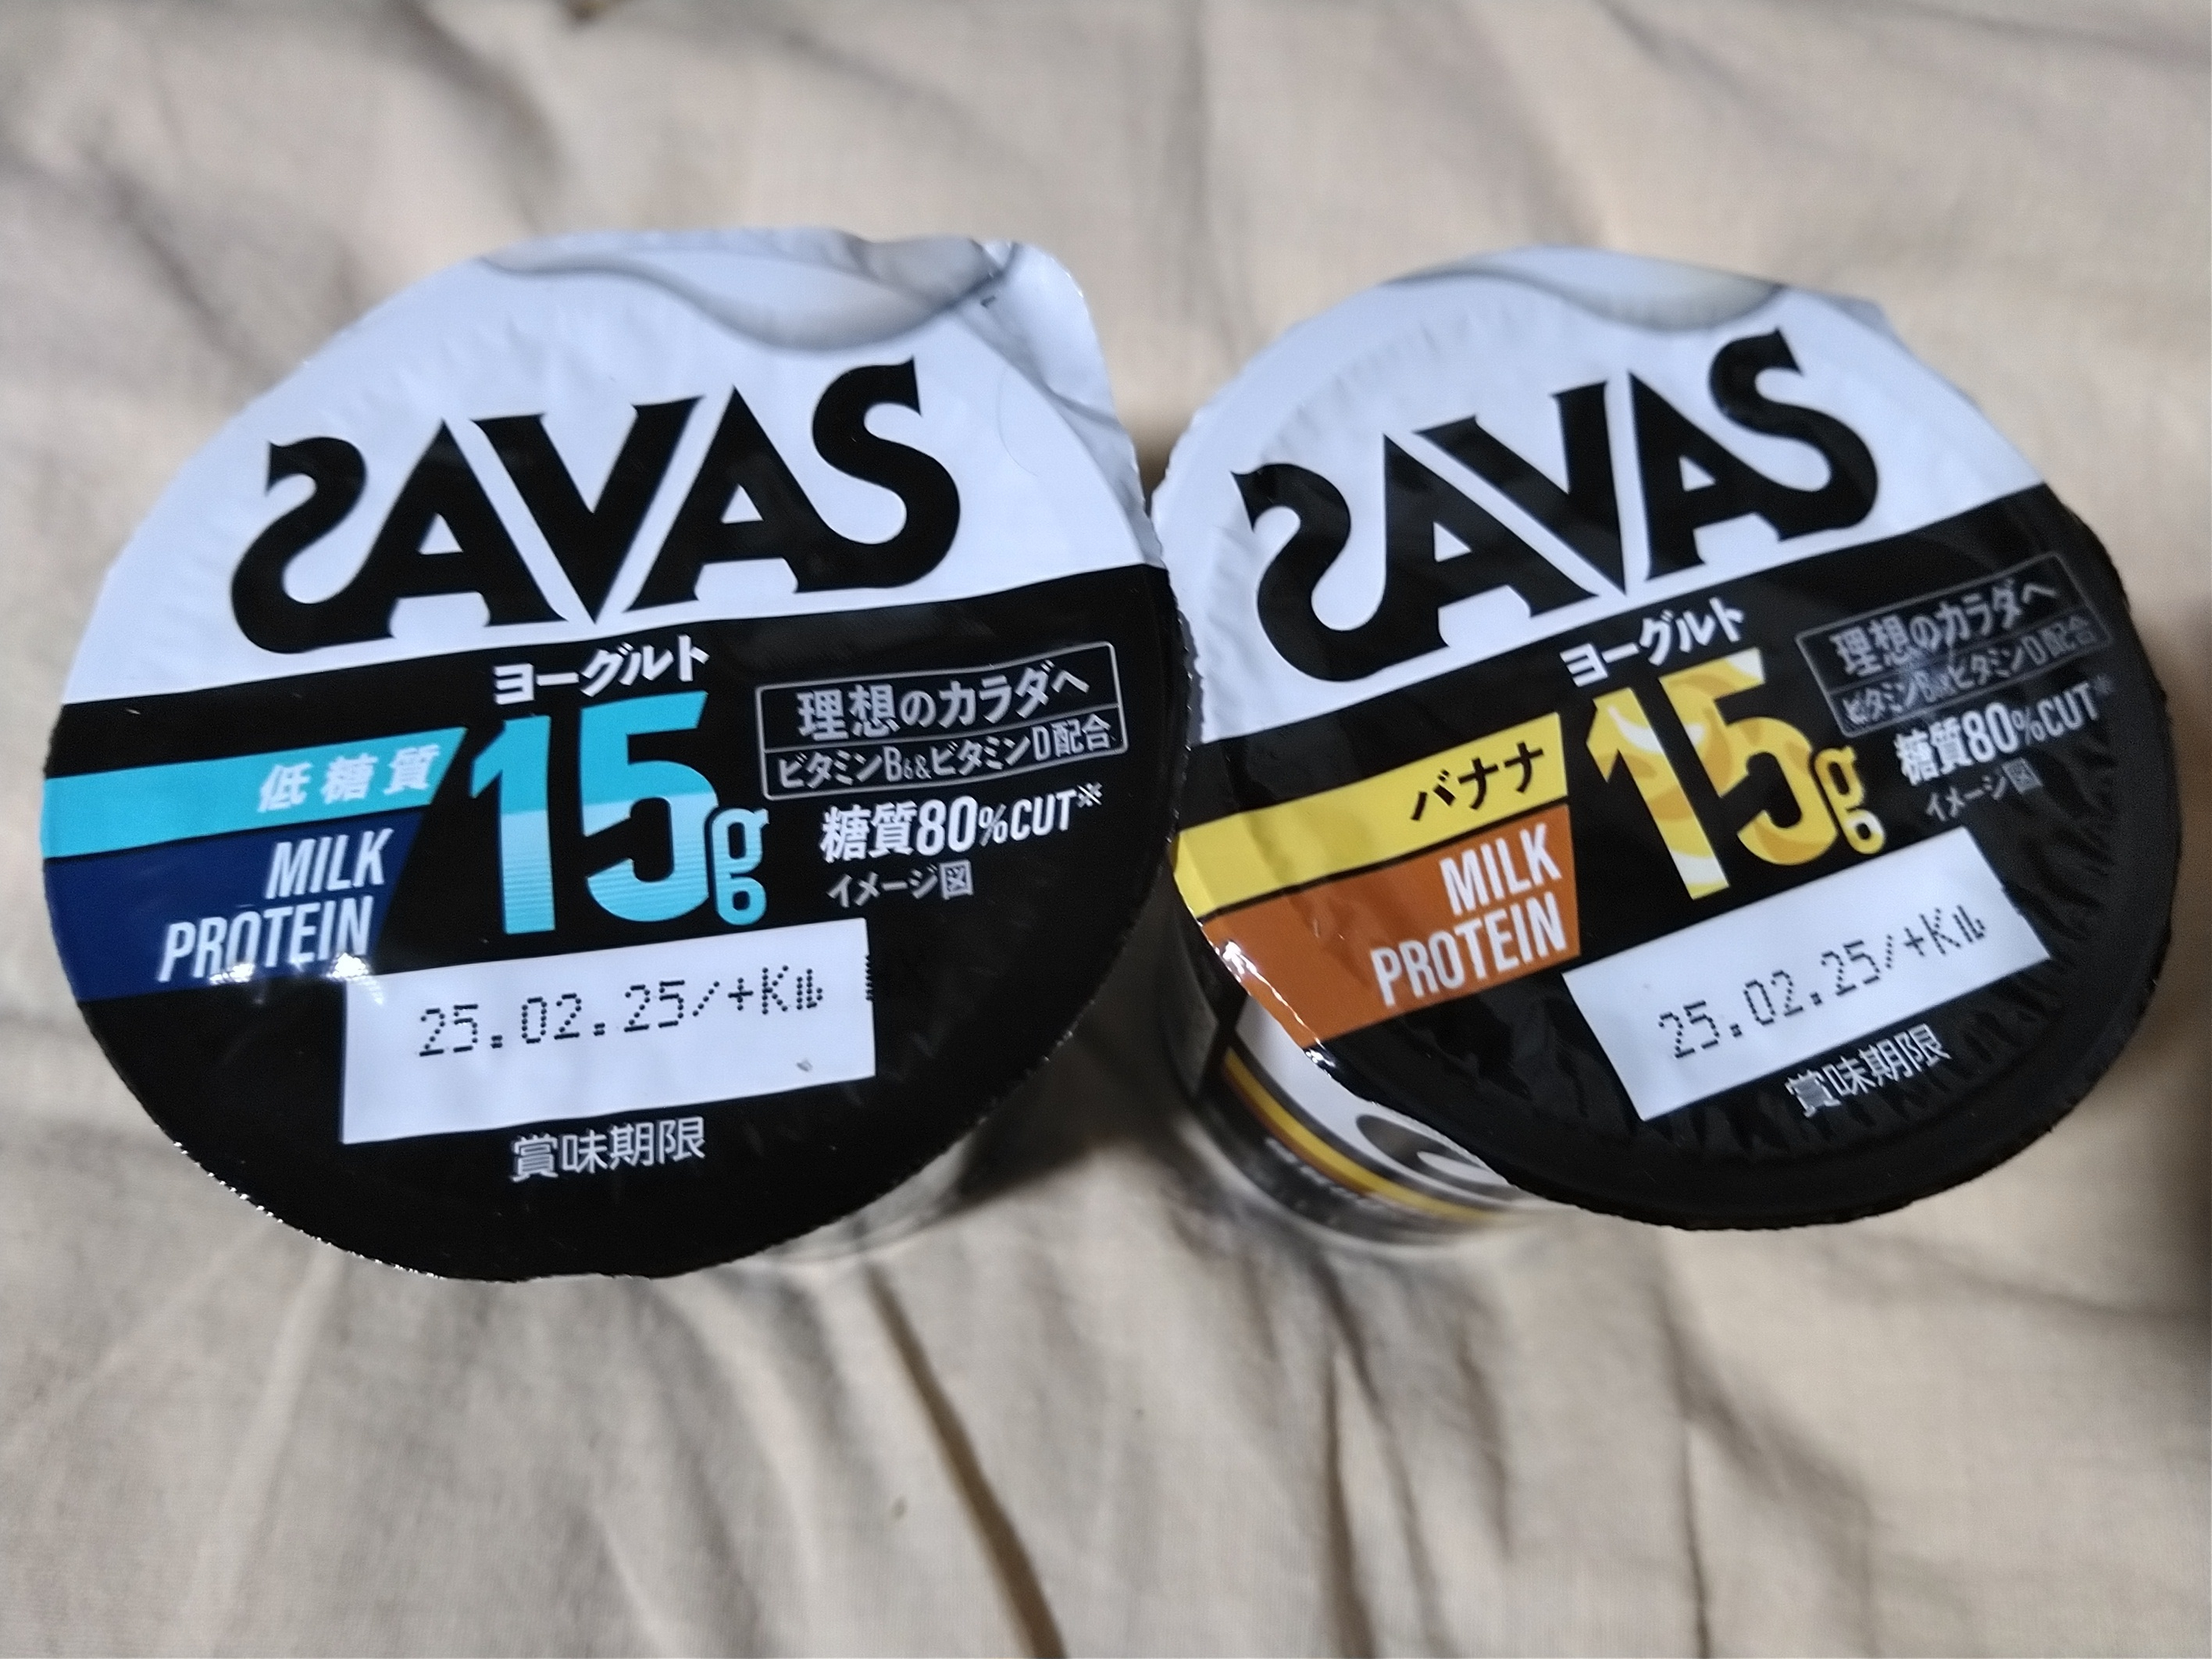 SAVAS
ヨーグルト
低糖質
15g
MILK
PROTEIN
理想のカラダへ
ビタミンB6&ビタミンD配合
糖質80%CUT※
イメージ図
25.02.25/+Kル
賞味期限
SAVAS
ヨーグルト
バナナ
15g
MILK
PROTEIN
理想のカラダへ
ビタミンB6&ビタミンD配合
糖質80%CUT※
イメージ図
25.02.25/+Kル
賞味期限